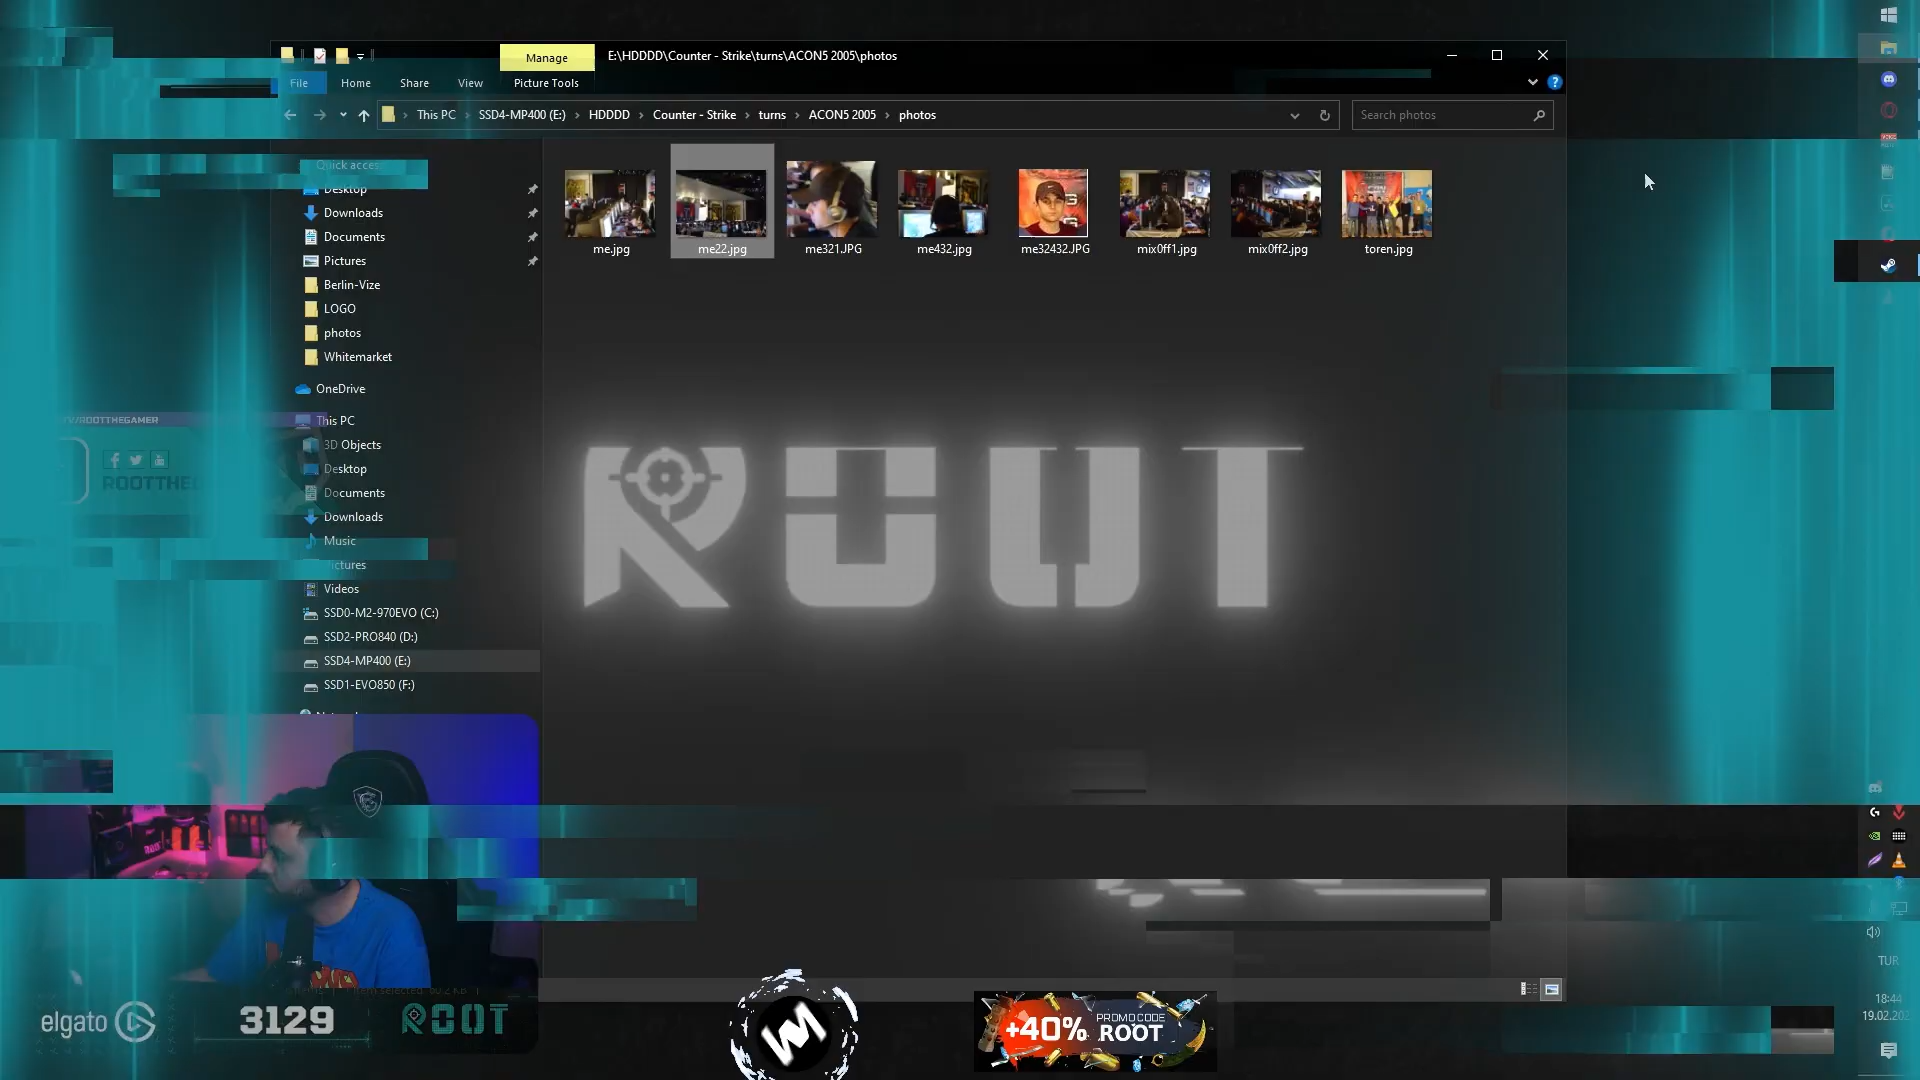 Manage
E:\HDDDD\Counter - Strike\turns\ACON5 2005\photos
File
Home
Share
View
Picture Tools
This PC
SSD4-MP400 (E:)
HDDDD
Counter - Strike
turns
ACON5 2005
photos
Search photos
Quick access
Desktop
Downloads
Documents
Pictures
Berlin-Vize
LOGO
photos
Whitemarket
OneDrive
This PC
3D Objects
Desktop
Documents
Downloads
Music
Videos
SSD0-M2-970EVO (C:)
SSD2-PRO840 (D:)
SSD4-MP400 (E:)
SSD1-EVO850 (F:)
me.jpg
me22.jpg
me321.JPG
me432.jpg
me32432.JPG
mix0ff1.jpg
mix0ff2.jpg
toren.jpg
ROOT
elgato
3129
ROOT
+40%
PROMOCODE
ROOT
TUR
18:44